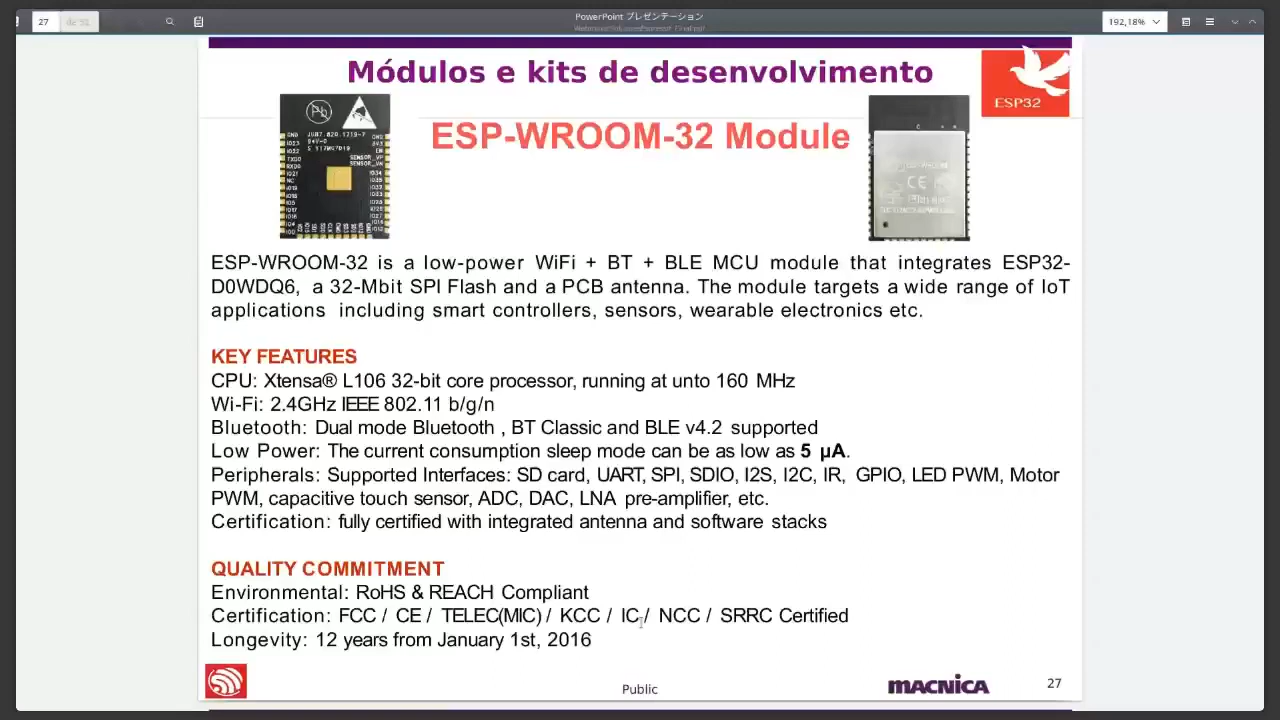 27
PowerPoint プレゼンテーション
192,18%
Módulos e kits de desenvolvimento
ESP32
ESP-WROOM-32 Module
ESP-WROOM-32 is a low-power WiFi + BT + BLE MCU module that integrates ESP32-
D0WDQ6, a 32-Mbit SPI Flash and a PCB antenna. The module targets a wide range of IoT
applications including smart controllers, sensors, wearable electronics etc.
KEY FEATURES
CPU: Xtensa® L106 32-bit core processor, running at unto 160 MHz
Wi-Fi: 2.4GHz IEEE 802.11 b/g/n
Bluetooth: Dual mode Bluetooth , BT Classic and BLE v4.2 supported
Low Power: The current consumption sleep mode can be as low as 5 µA.
Peripherals: Supported Interfaces: SD card, UART, SPI, SDIO, I2S, I2C, IR, GPIO, LED PWM, Motor
PWM, capacitive touch sensor, ADC, DAC, LNA pre-amplifier, etc.
Certification: fully certified with integrated antenna and software stacks
QUALITY COMMITMENT
Environmental: RoHS & REACH Compliant
Certification: FCC / CE / TELEC(MIC) / KCC / IC / NCC / SRRC Certified
Longevity: 12 years from January 1st, 2016
Public
MACNICA
27